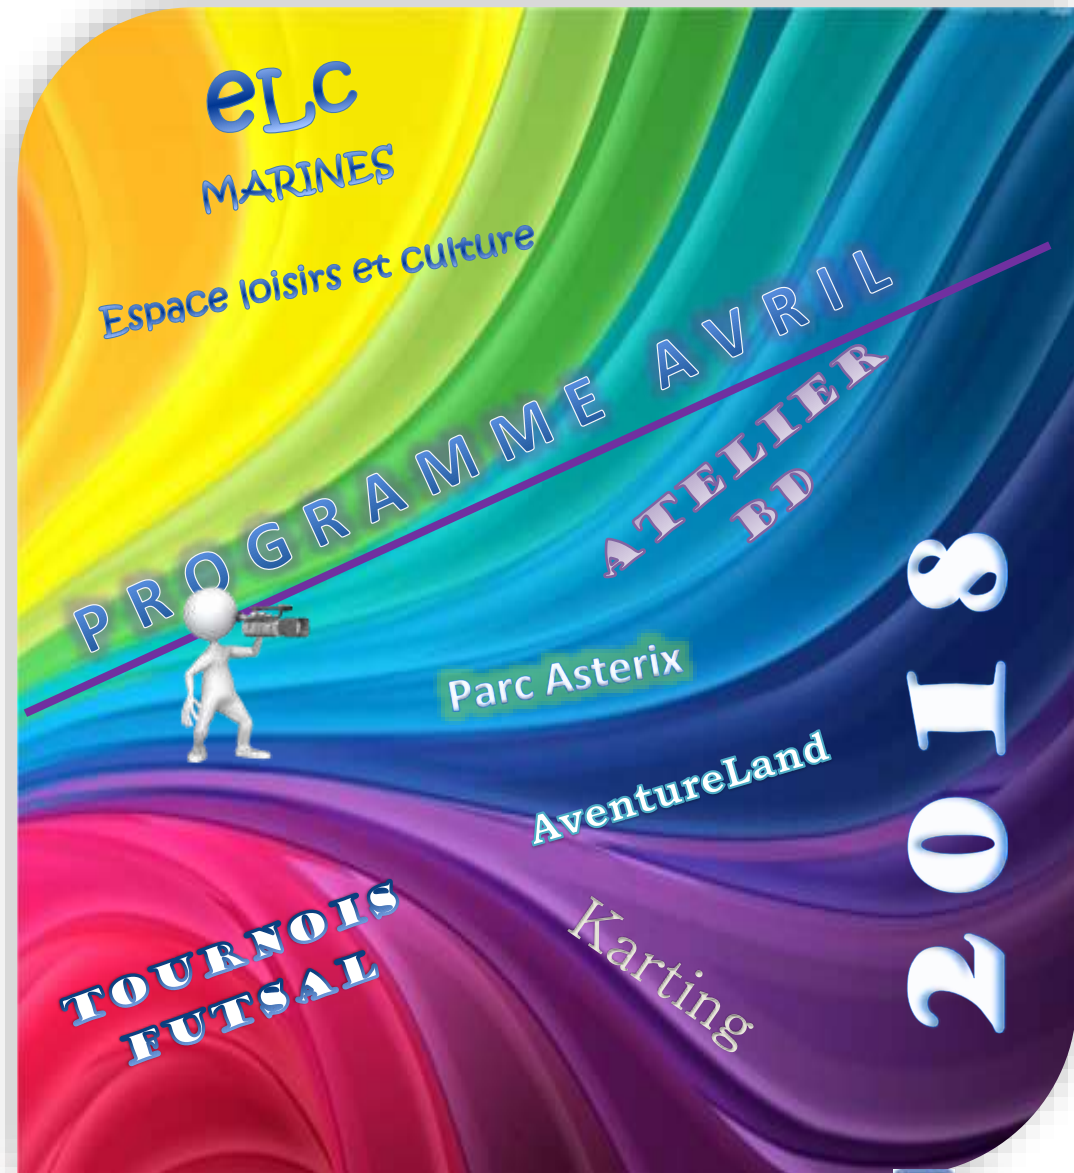 eLc
MARINES
Espace loisirs et culture
PROGRAMME AVRIL
ATELIER
BD
Parc Asterix
AventureLand
Karting
TOURNOIS
FUTSAL
2018